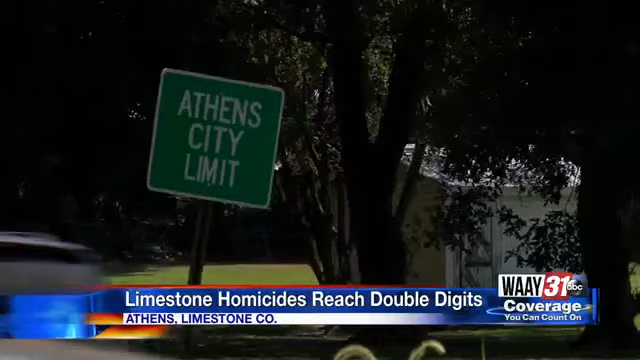 ATHENS
CITY
LIMIT
Limestone Homicides Reach Double Digits
ATHENS, LIMESTONE CO.
WAAY 31 abc
Coverage
You Can Count On